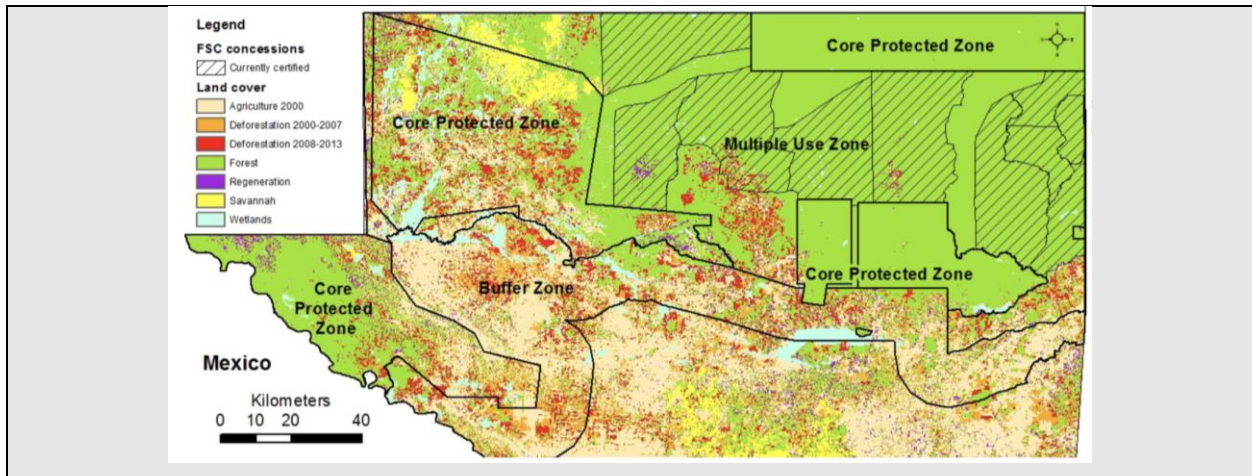 Legend
FSC concessions
Currently certified
Land cover
Agriculture 2000
Deforestation 2000-2007
Deforestation 2008-2013
Forest
Regeneration
Savannah
Wetlands
Core Protected Zone
Core Protected Zone
Multiple Use Zone
Core Protected Zone
Buffer Zone
Core
Protected
Zone
Mexico
Kilometers
0 10 20 40